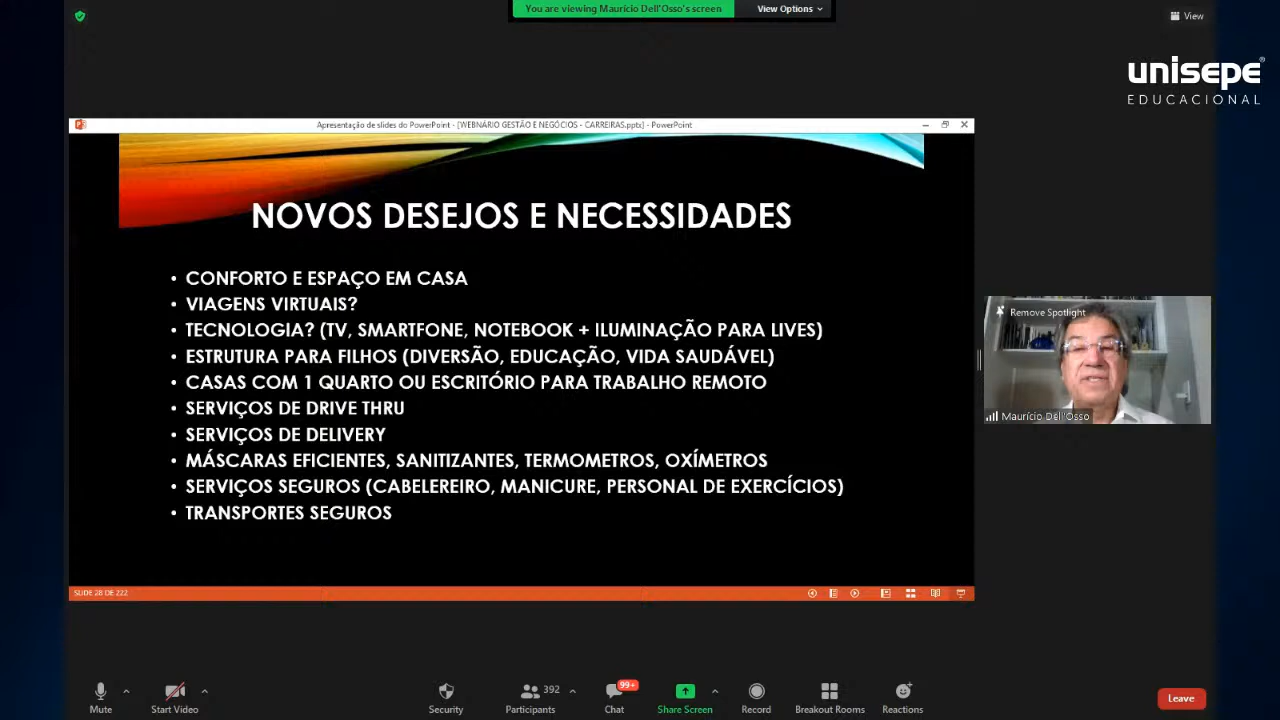 You are viewing Maurício Dell'Osso's screen
View Options
View
unisepe
EDUCACIONAL
Apresentação de slides do PowerPoint - [WEBNÁRIO GESTÃO E NEGÓCIOS - CARREIRAS.pptx] - PowerPoint
NOVOS DESEJOS E NECESSIDADES
• CONFORTO E ESPAÇO EM CASA
• VIAGENS VIRTUAIS?
• TECNOLOGIA? (TV, SMARTFONE, NOTEBOOK + ILUMINAÇÃO PARA LIVES)
• ESTRUTURA PARA FILHOS (DIVERSÃO, EDUCAÇÃO, VIDA SAUDÁVEL)
• CASAS COM 1 QUARTO OU ESCRITÓRIO PARA TRABALHO REMOTO
• SERVIÇOS DE DRIVE THRU
• SERVIÇOS DE DELIVERY
• MÁSCARAS EFICIENTES, SANITIZANTES, TERMOMETROS, OXÍMETROS
• SERVIÇOS SEGUROS (CABELEREIRO, MANICURE, PERSONAL DE EXERCÍCIOS)
• TRANSPORTES SEGUROS
Remove Spotlight
Maurício Dell'Osso
SLIDE 28 DE 222
Mute
Start Video
Security
392
Participants
99+
Chat
Share Screen
Record
Breakout Rooms
Reactions
Leave